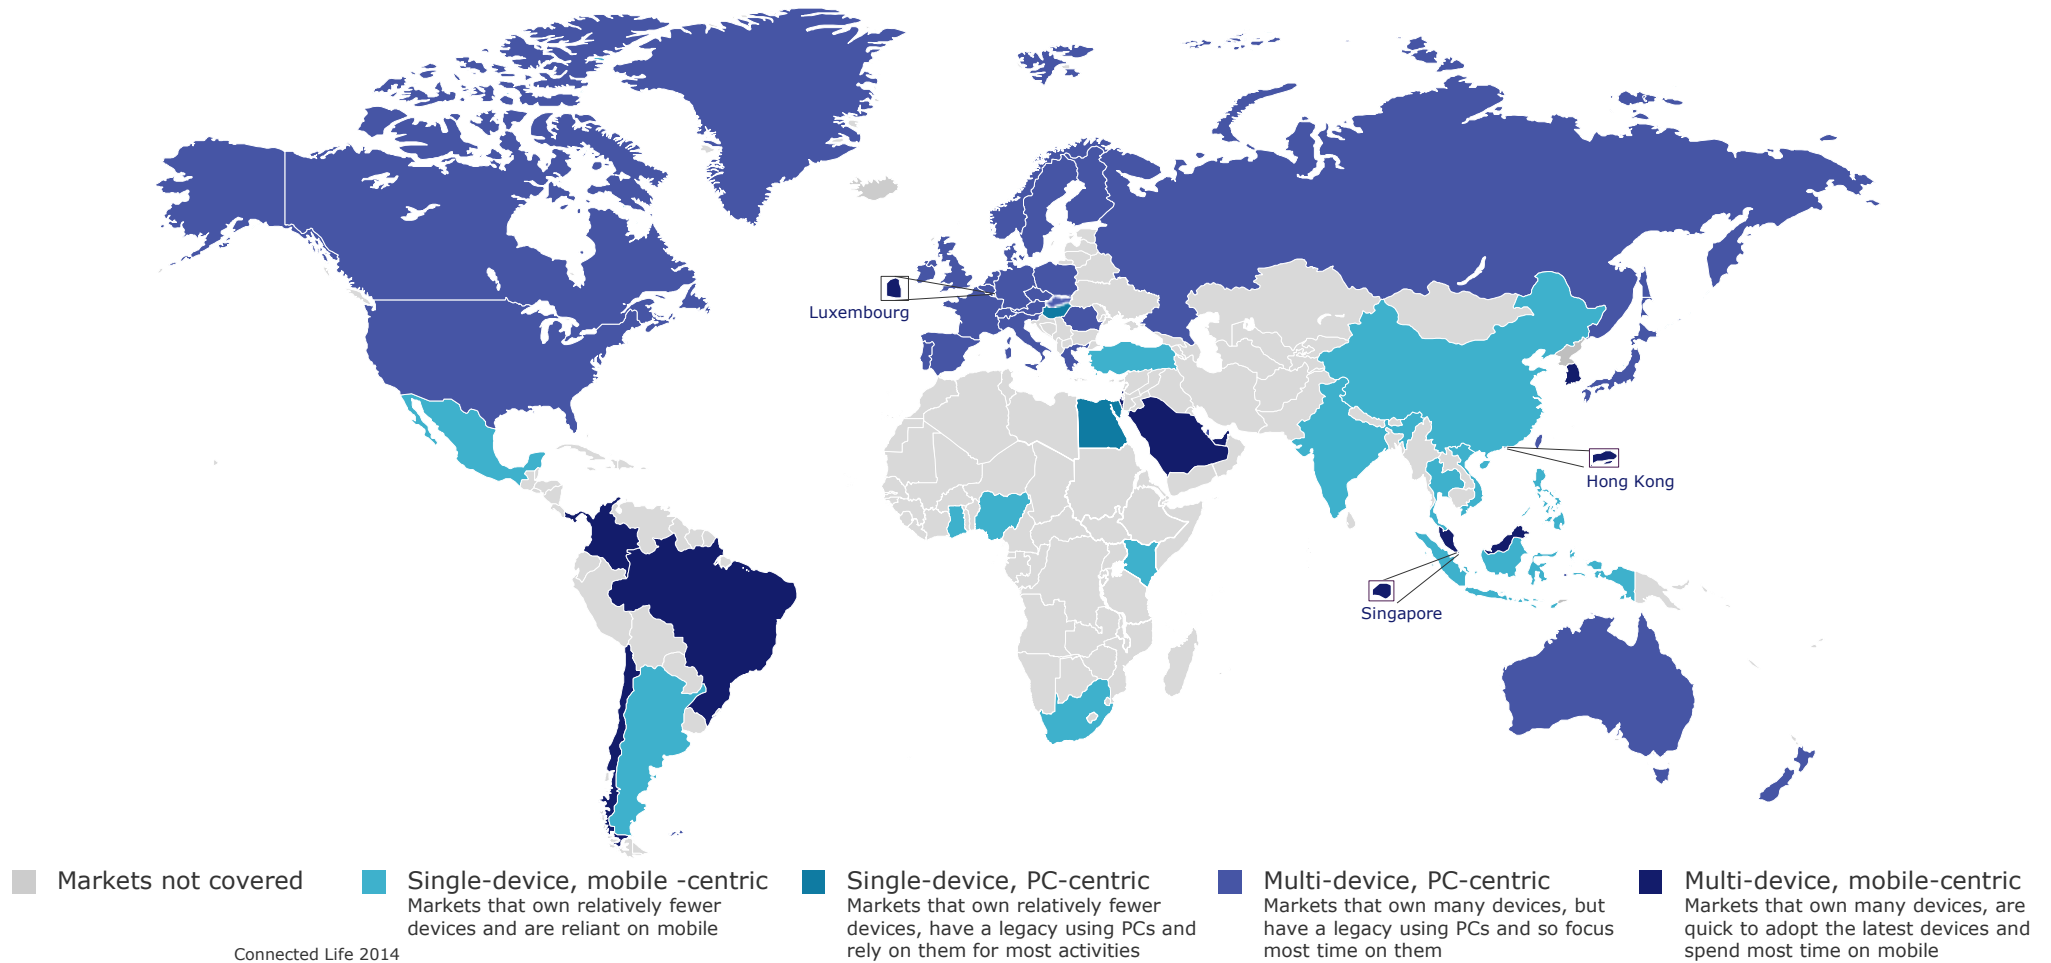 Luxembourg
Hong Kong
Singapore
Markets not covered
Single-device, mobile -centric
Markets that own relatively fewer
devices and are reliant on mobile
Single-device, PC-centric
Markets that own relatively fewer
devices, have a legacy using PCs and
rely on them for most activities
Multi-device, PC-centric
Markets that own many devices, but
have a legacy using PCs and so focus
most time on them
Multi-device, mobile-centric
Markets that own many devices, are
quick to adopt the latest devices and
spend most time on mobile
Connected Life 2014